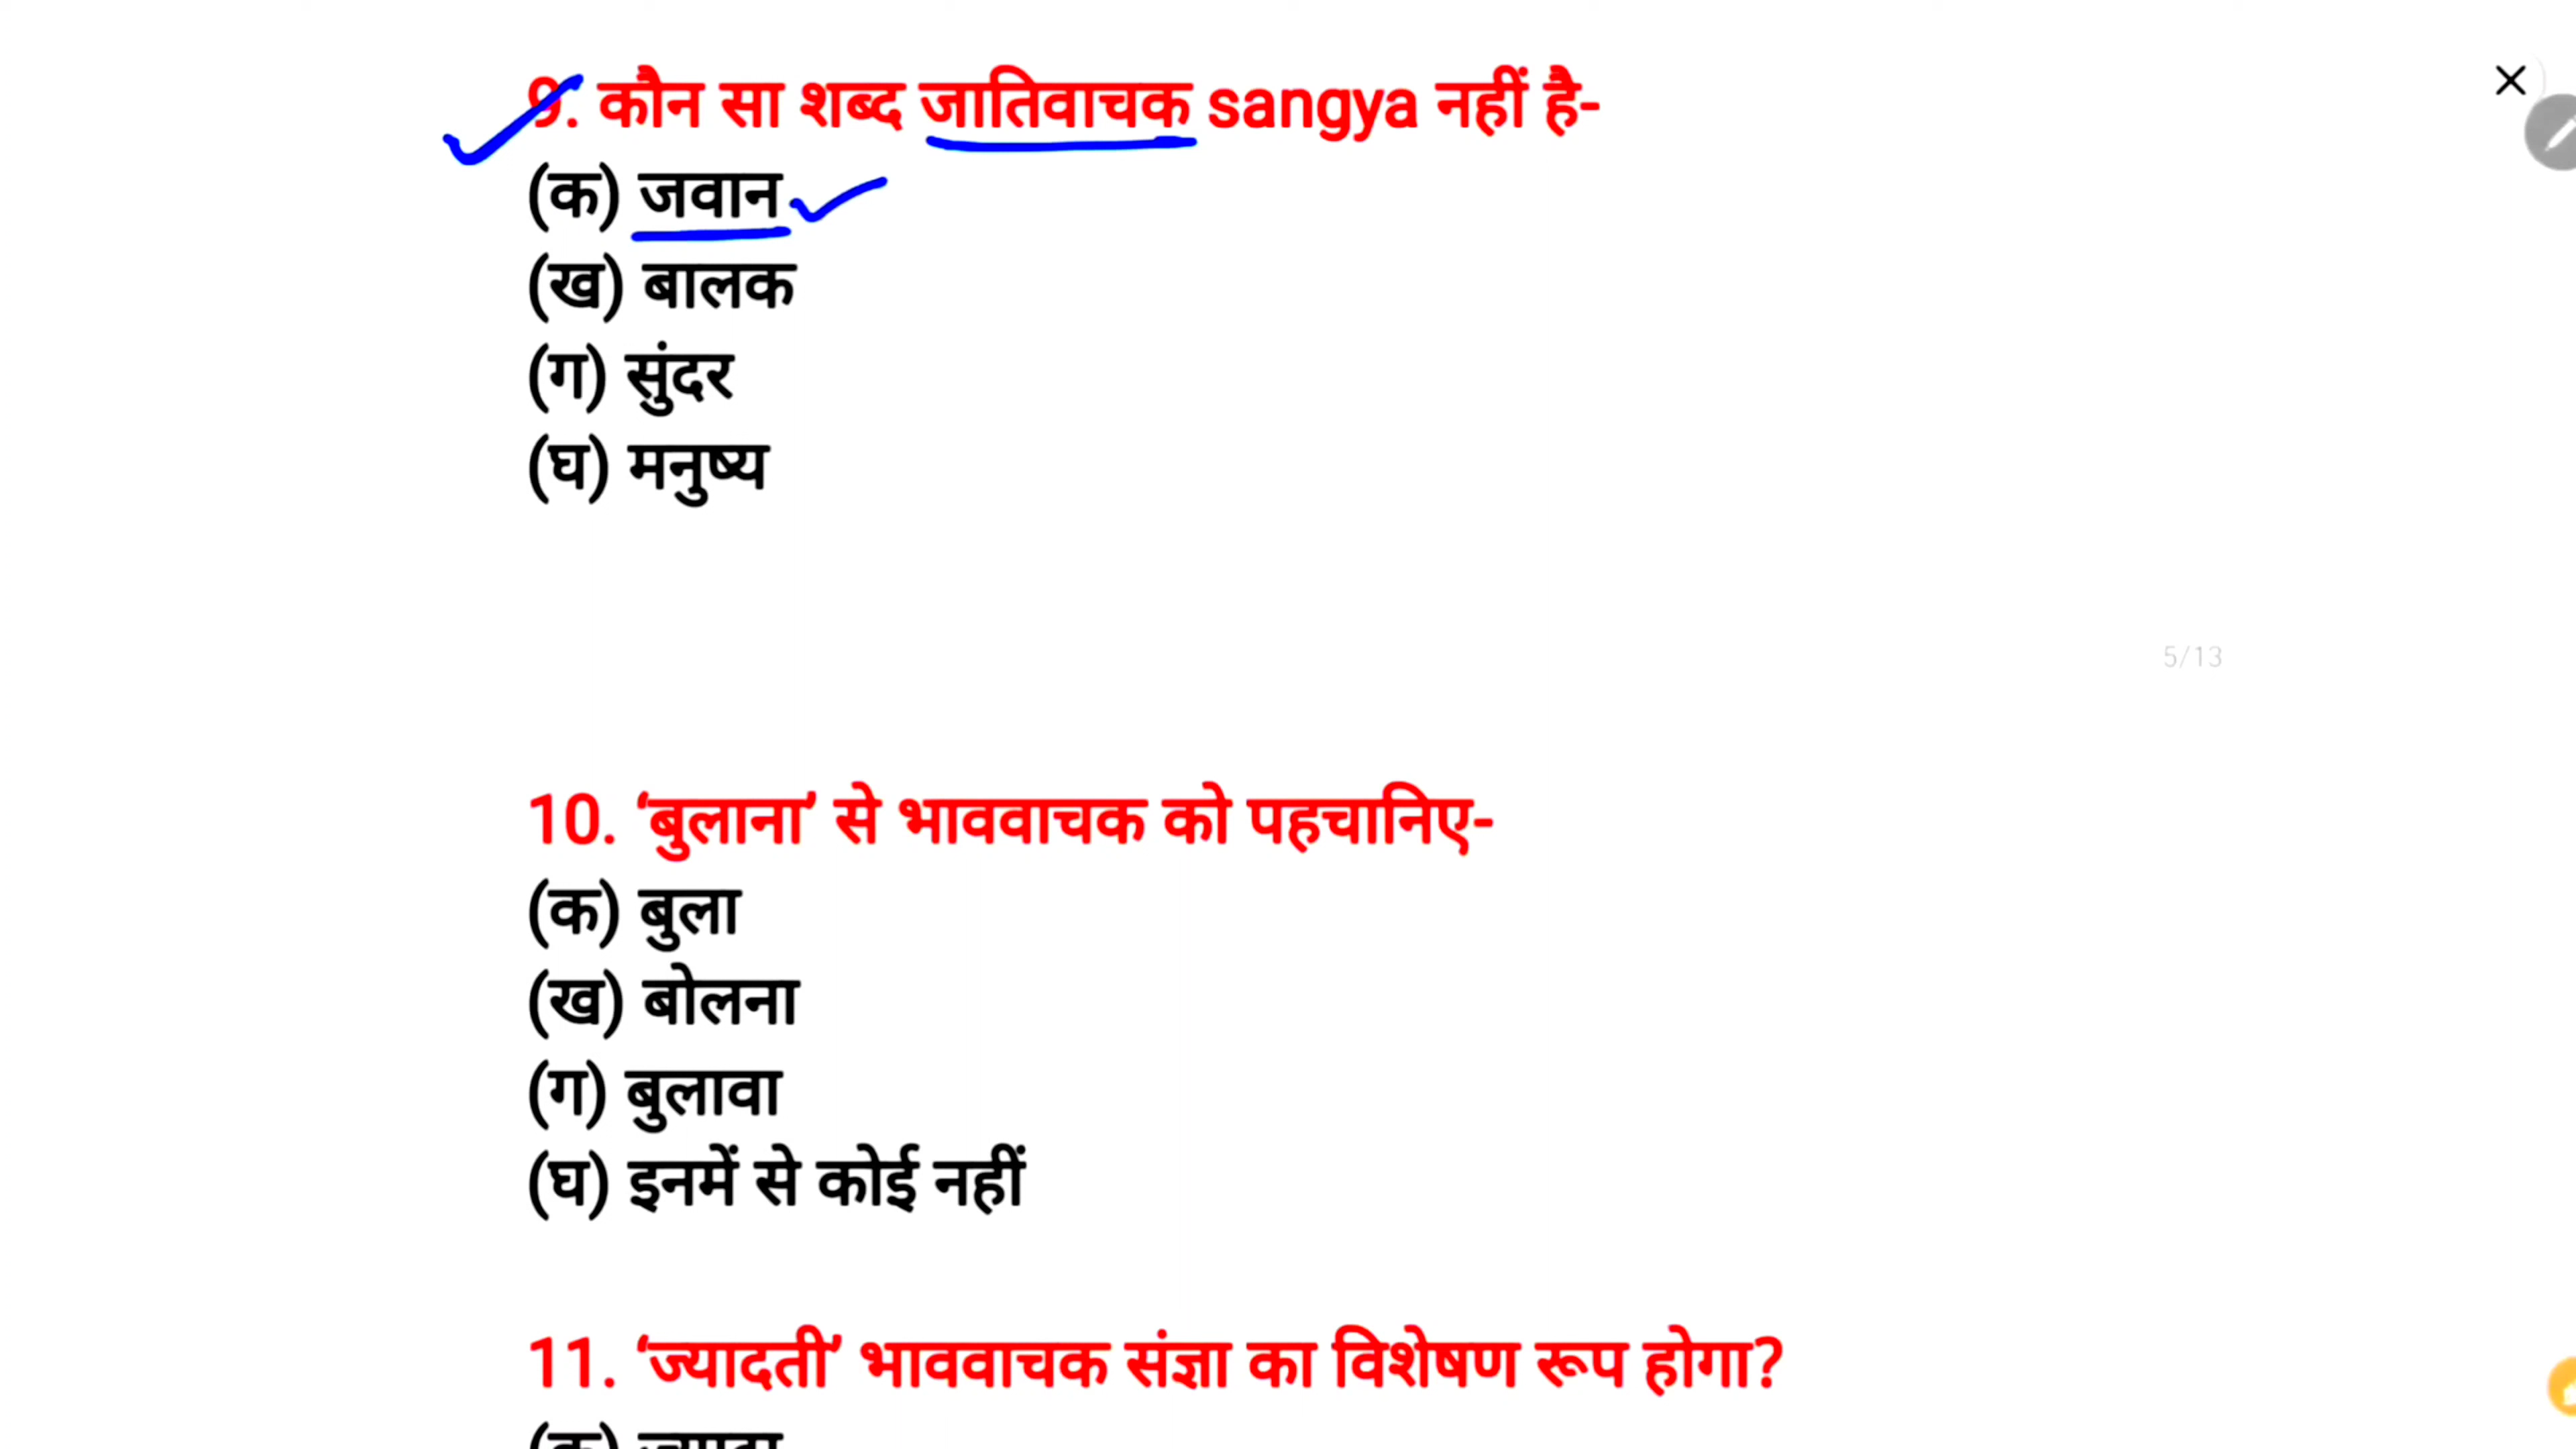 9. कौन सा शब्द जातिवाचक sangya नहीं है-
(क) जवान
(ख) बालक
(ग) सुंदर
(घ) मनुष्य
5/13
10. ‘बुलाना’ से भाववाचक को पहचानिए-
(क) बुला
(ख) बोलना
(ग) बुलावा
(घ) इनमें से कोई नहीं
11. ‘ज्यादती’ भाववाचक संज्ञा का विशेषण रूप होगा?